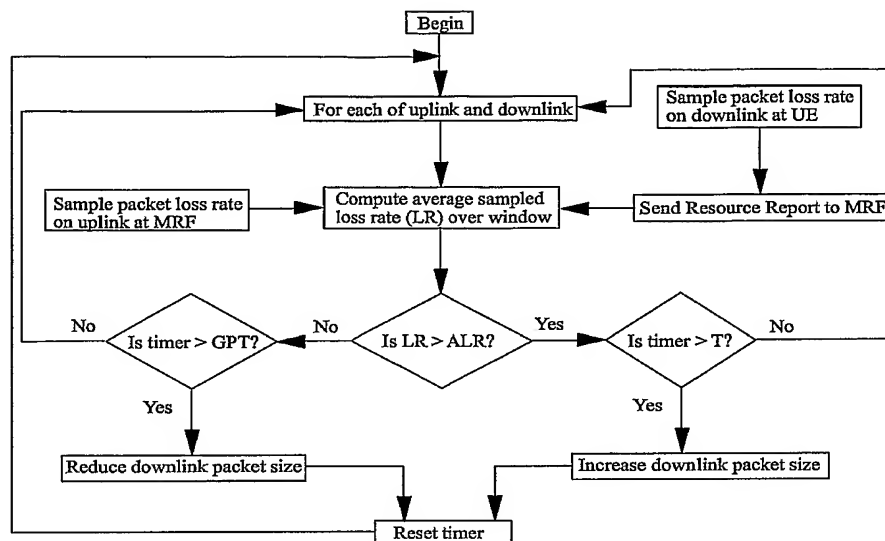 Begin
For each of uplink and downlink
Sample packet loss rate
on downlink at UE
Sample packet loss rate
on uplink at MRF
Compute average sampled
loss rate (LR) over window
Send Resource Report to MRF
No
Is timer > GPT?
No
Is LR > ALR?
Yes
Is timer > T?
No
Yes
Yes
Reduce downlink packet size
Increase downlink packet size
Reset timer